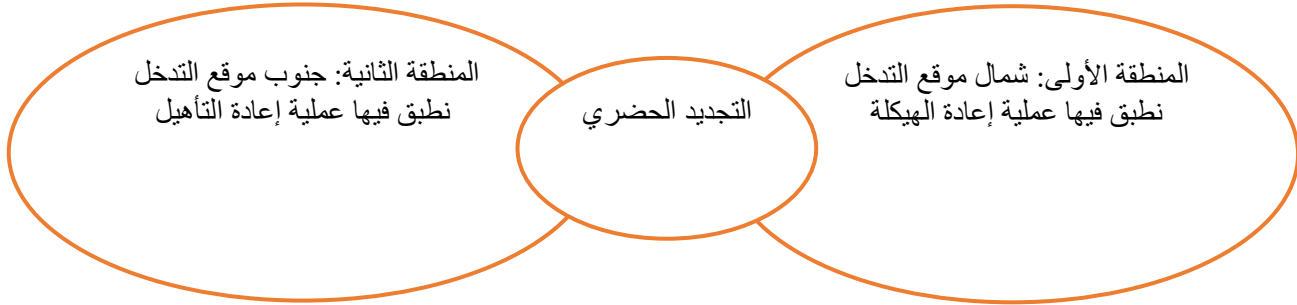 المنطقة الأولى: شمال موقع التدخل
نطبق فيها عملية إعادة الهيكلة
التجديد الحضري
المنطقة الثانية: جنوب موقع التدخل
نطبق فيها عملية إعادة التأهيل